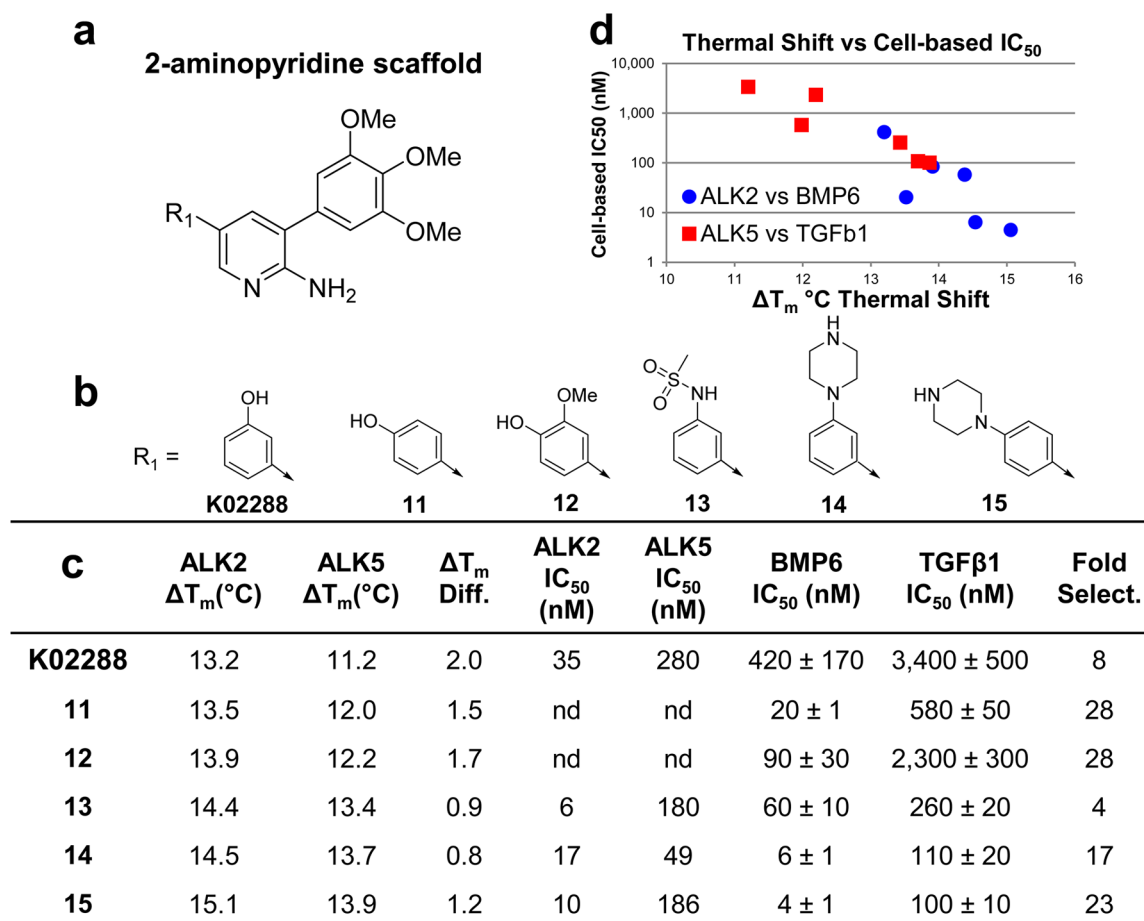 a
2-aminopyridine scaffold
OMe
OMe
OMe
R1
N
NH2
d
Thermal Shift vs Cell-based IC50
Cell-based IC50 (nM)
10,000
1,000
100
10
1
ALK2 vs BMP6
ALK5 vs TGFb1
10 11 12 13 14 15 16
ΔTm °C Thermal Shift
b
R1 =
OH
K02288
HO
11
OMe
HO
12
O
S
NH
O
13
H
N
N
14
HN
N
15
c
ALK2 ΔTm(°C) ALK5 ΔTm(°C) ΔTm Diff. ALK2 IC50 (nM) ALK5 IC50 (nM) BMP6 IC50 (nM) TGFβ1 IC50 (nM) Fold Select.
K02288 13.2 11.2 2.0 35 280 420 ± 170 3,400 ± 500 8
11 13.5 12.0 1.5 nd nd 20 ± 1 580 ± 50 28
12 13.9 12.2 1.7 nd nd 90 ± 30 2,300 ± 300 28
13 14.4 13.4 0.9 6 180 60 ± 10 260 ± 20 4
14 14.5 13.7 0.8 17 49 6 ± 1 110 ± 20 17
15 15.1 13.9 1.2 10 186 4 ± 1 100 ± 10 23